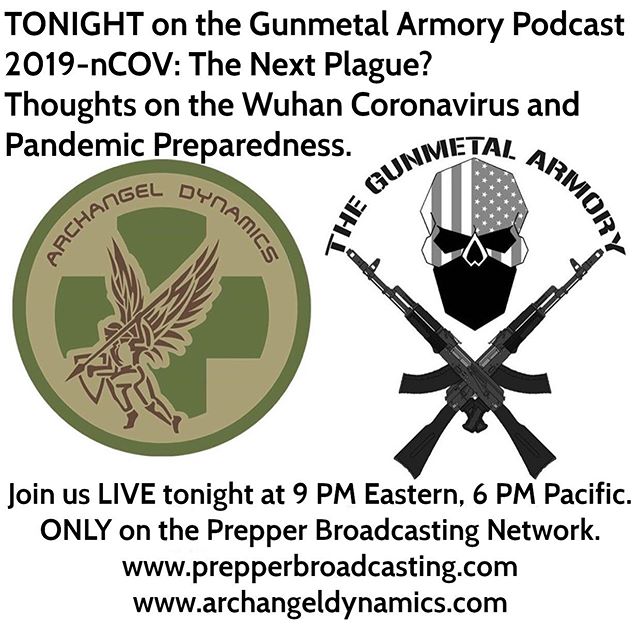 TONIGHT on the Gunmetal Armory Podcast
2019-nCOV: The Next Plague?
Thoughts on the Wuhan Coronavirus and
Pandemic Preparedness.
ARCHANGEL DYNAMICS
THE GUNMETAL ARMORY
Join us LIVE tonight at 9 PM Eastern, 6 PM Pacific.
ONLY on the Prepper Broadcasting Network.
www.prepperbroadcasting.com
www.archangeldynamics.com